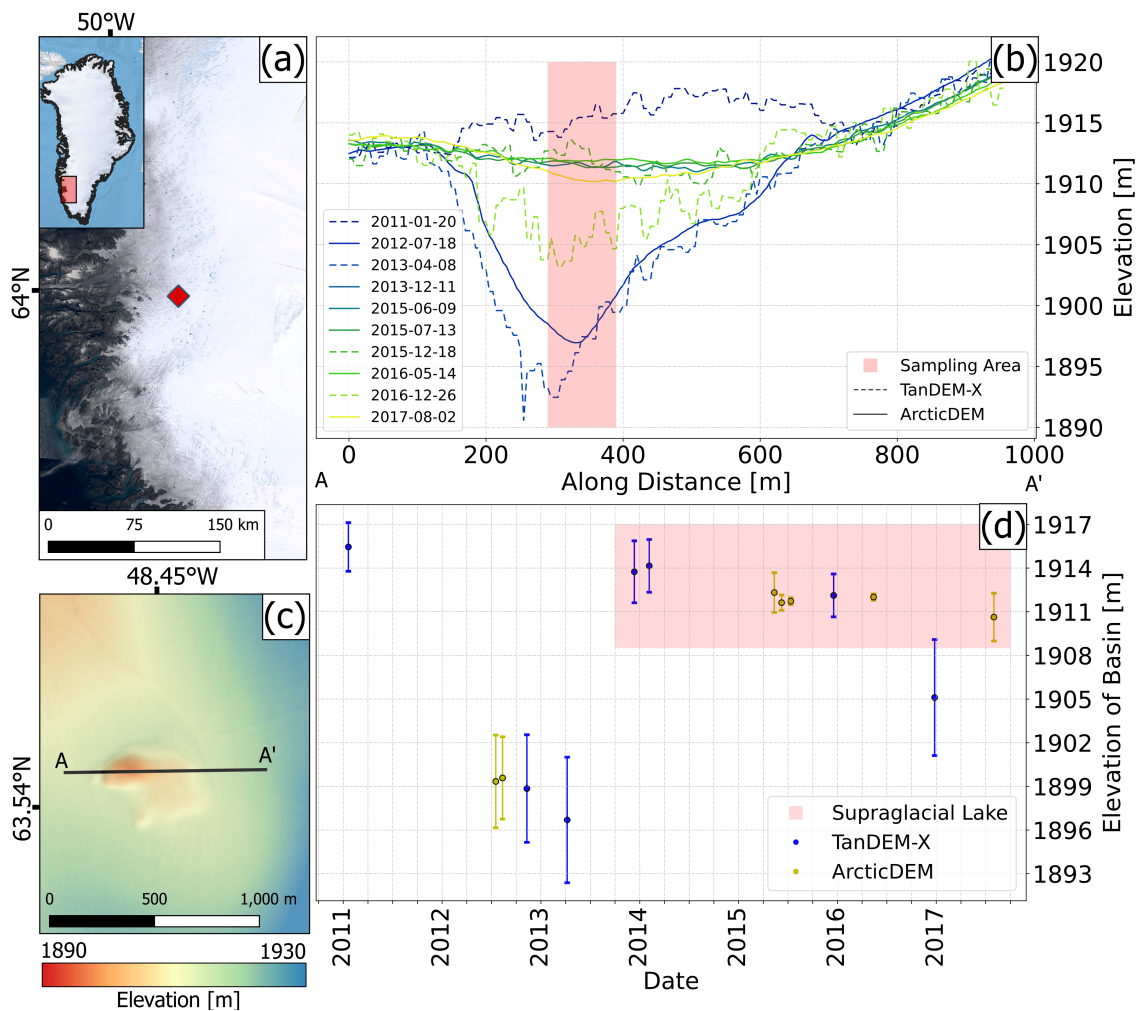 50°W
(a)
64°N
0 75 150 km
(b)
1920
1915
1910
1905
1900
1895
1890
Elevation [m]
2011-01-20
2012-07-18
2013-04-08
2013-12-11
2015-06-09
2015-07-13
2015-12-18
2016-05-14
2016-12-26
2017-08-02
Sampling Area
TanDEM-X
ArcticDEM
0 200 400 600 800 1000
A Along Distance [m] A'
48.45°W
(c)
A A'
63.54°N
0 500 1,000 m
1890 1930
Elevation [m]
(d)
1917
1914
1911
1908
1905
1902
1899
1896
1893
Elevation of Basin [m]
Supraglacial Lake
TanDEM-X
ArcticDEM
2011 2012 2013 2014 2015 2016 2017
Date